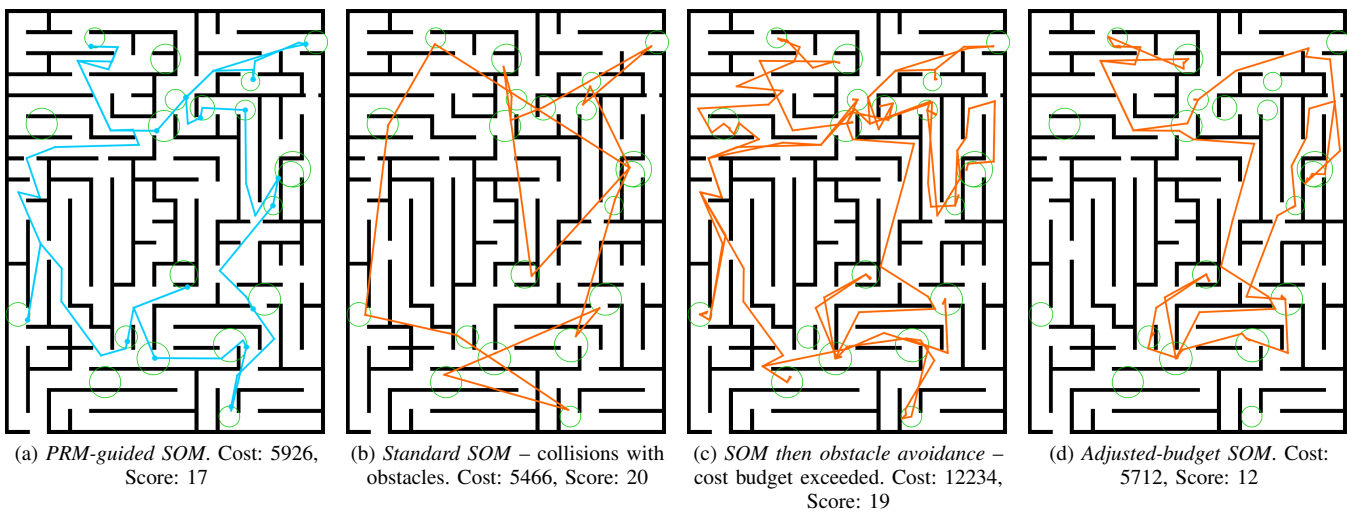 (a) PRM-guided SOM. Cost: 5926,
Score: 17
(b) Standard SOM – collisions with
obstacles. Cost: 5466, Score: 20
(c) SOM then obstacle avoidance –
cost budget exceeded. Cost: 12234,
Score: 19
(d) Adjusted-budget SOM. Cost:
5712, Score: 12